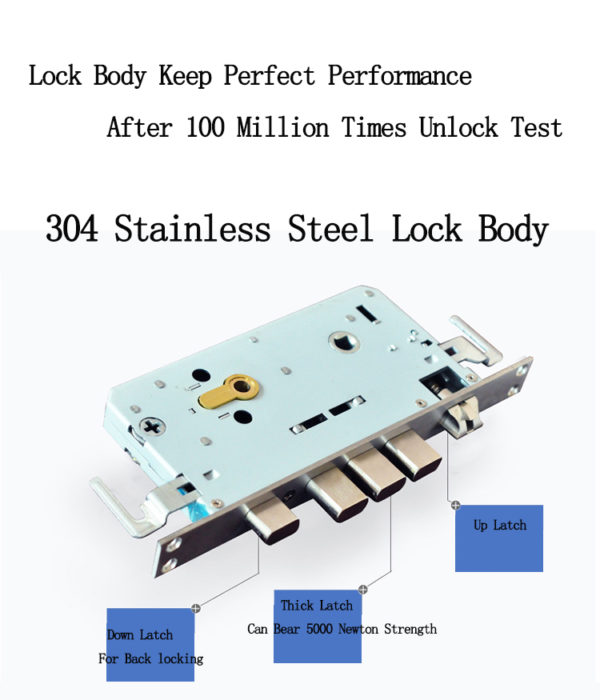 Lock Body Keep Perfect Performance
After 100 Million Times Unlock Test
304 Stainless Steel Lock Body
Up Latch
Thick Latch
Can Bear 5000 Newton Strength
Down Latch
For Back locking